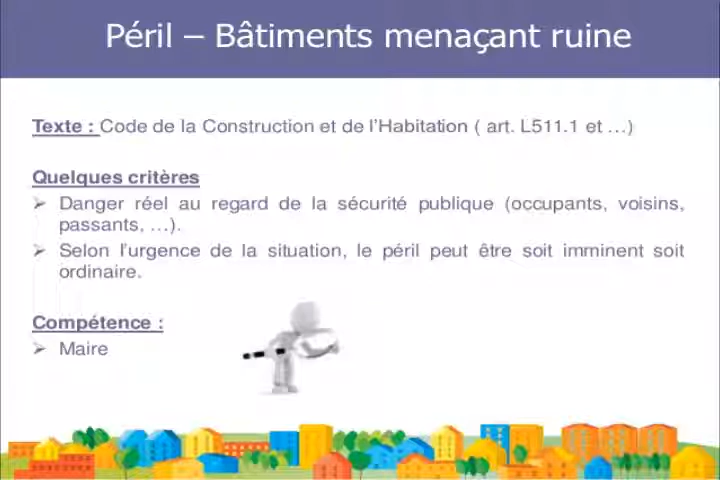 Péril – Bâtiments menaçant ruine
Texte : Code de la Construction et de l'Habitation ( art. L511.1 et …)
Quelques critères
➢ Danger réel au regard de la sécurité publique (occupants, voisins,
passants, …).
➢ Selon l'urgence de la situation, le péril peut être soit imminent soit
ordinaire.
Compétence :
➢ Maire